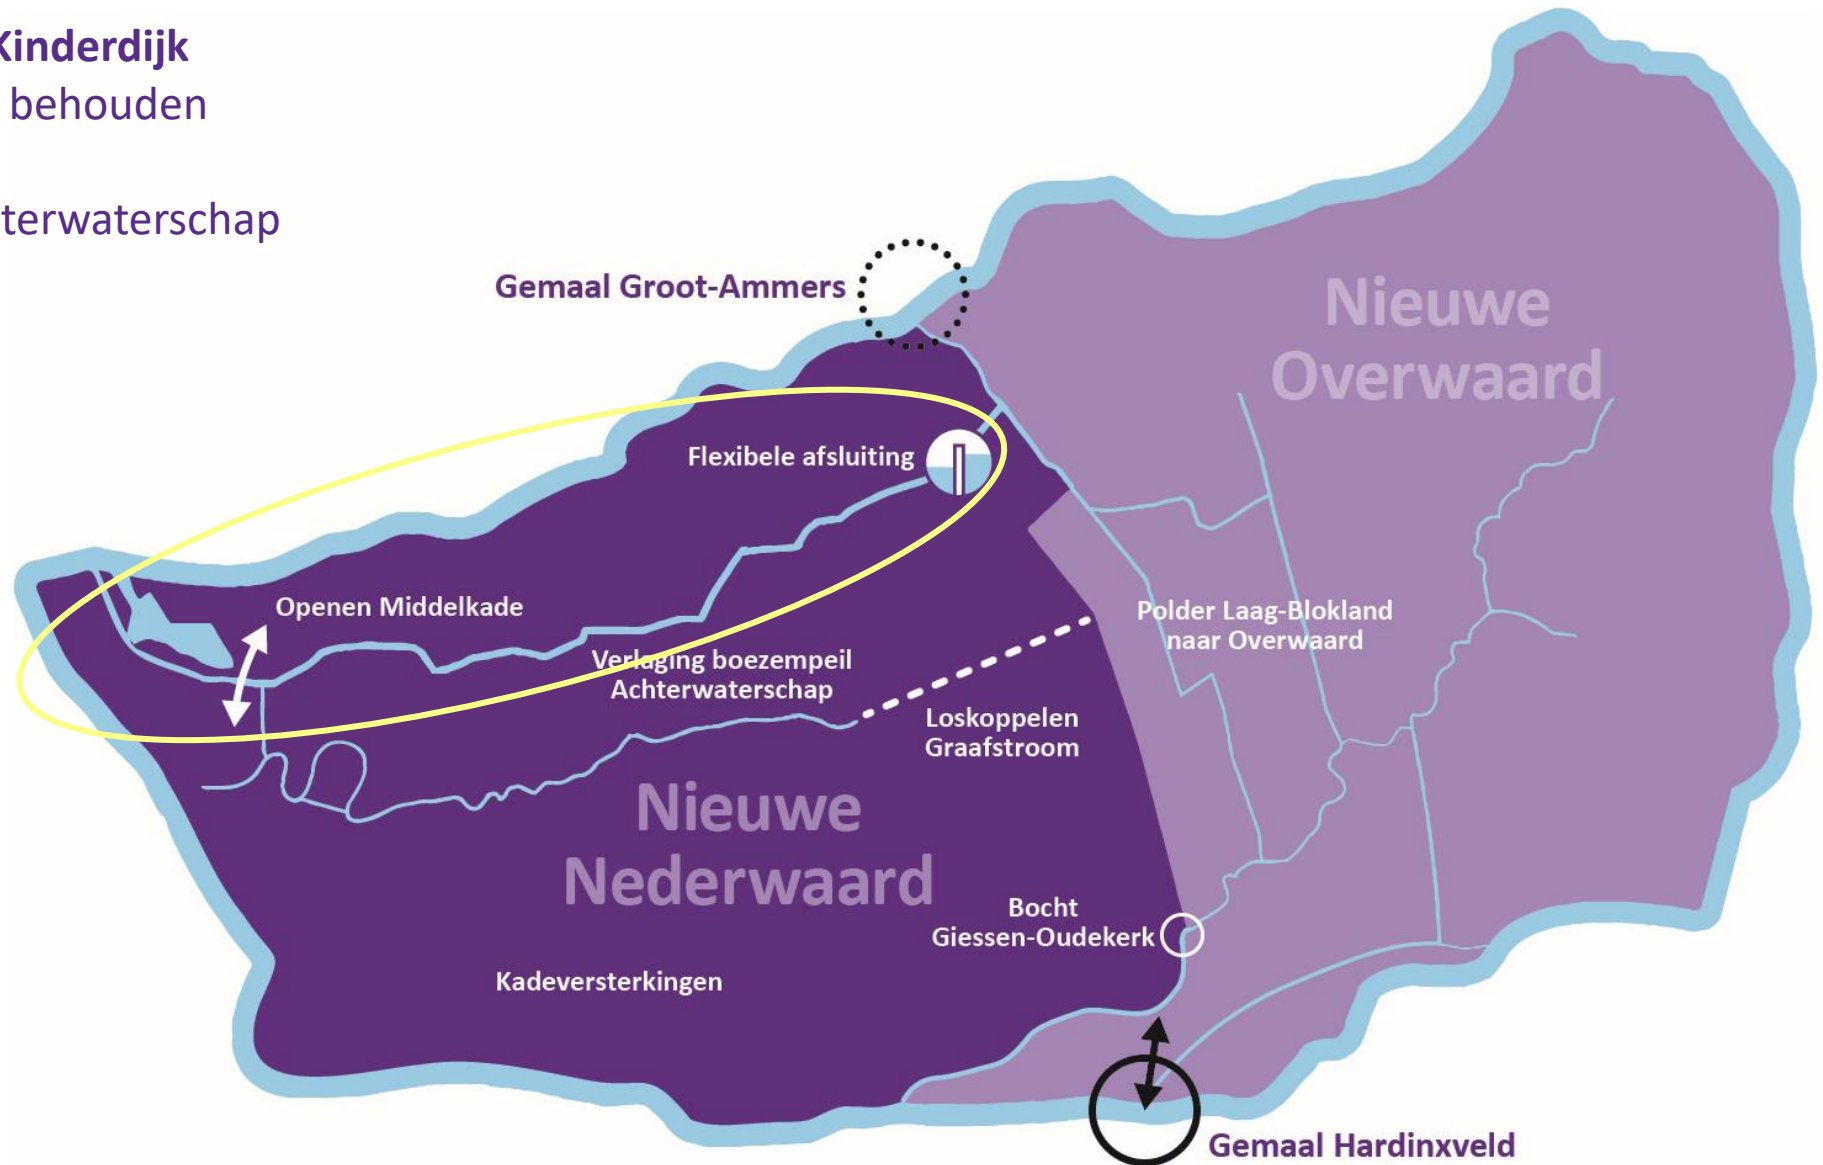 Kinderdijk
behouden
terwaterschap
Gemaal Groot-Ammers
Nieuwe
Overwaard
Flexibele afsluiting
Openen Middelkade
Polder Laag-Blokland
naar Overwaard
Verlaging boezempeil
Achterwaterschap
Loskoppelen
Graafstroom
Nieuwe
Nederwaard
Bocht
Giessen-Oudekerk
Kadeversterkingen
Gemaal Hardinxveld